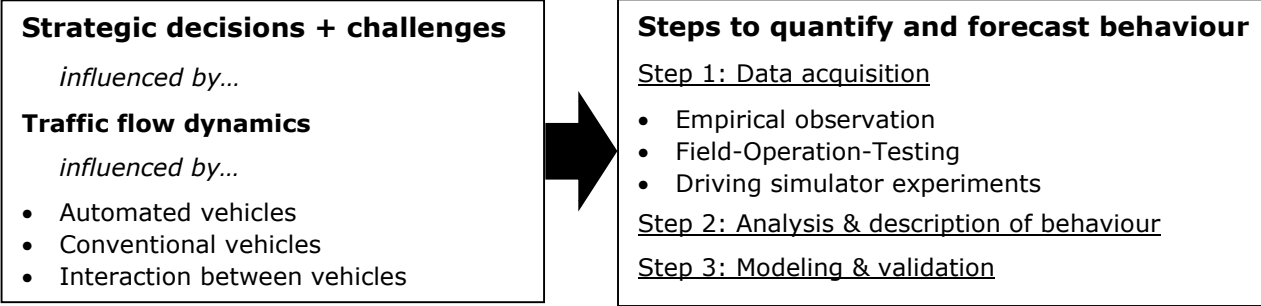 Strategic decisions + challenges
influenced by…
Traffic flow dynamics
influenced by…
• Automated vehicles
• Conventional vehicles
• Interaction between vehicles
Steps to quantify and forecast behaviour
Step 1: Data acquisition
• Empirical observation
• Field-Operation-Testing
• Driving simulator experiments
Step 2: Analysis & description of behaviour
Step 3: Modeling & validation